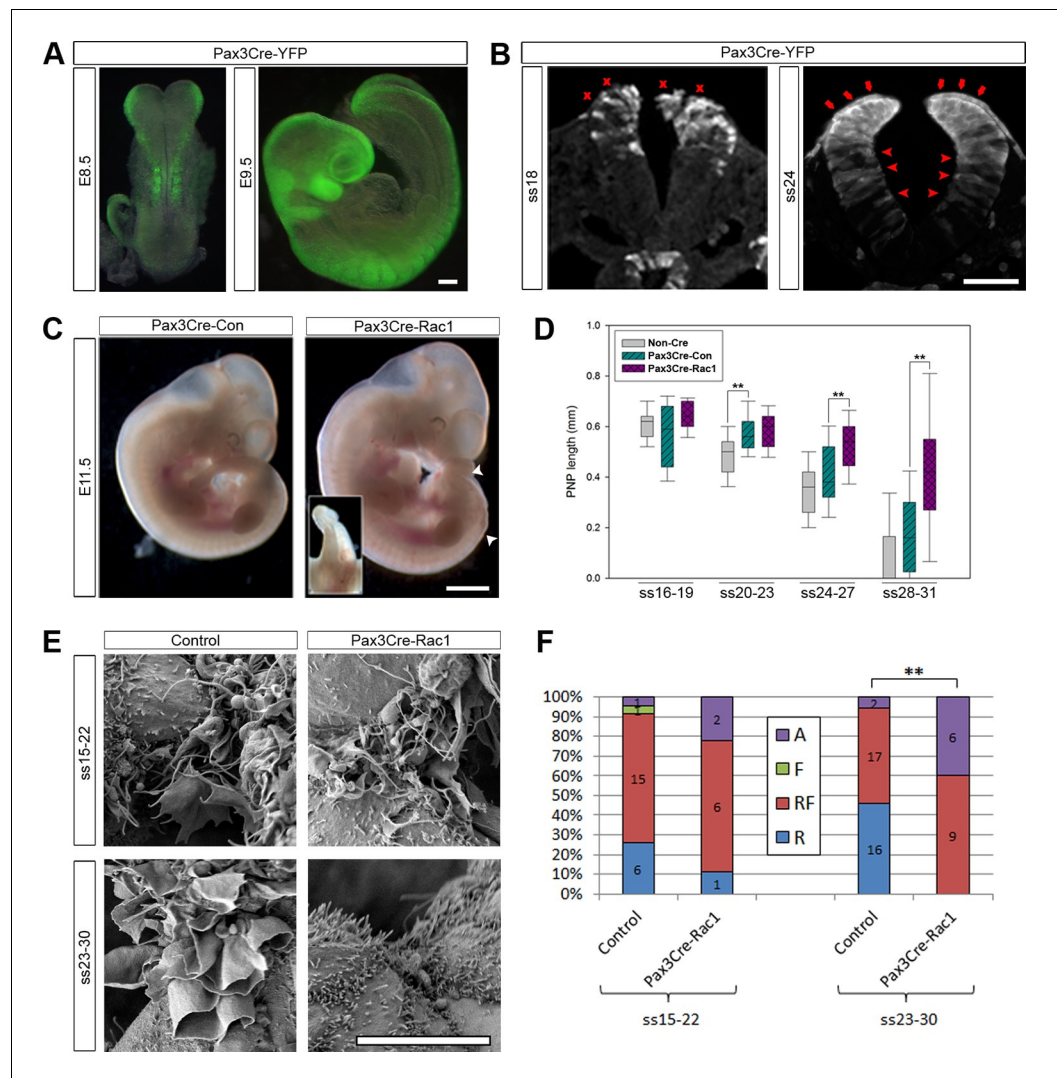 A
Pax3Cre-YFP
E8.5
E9.5
B
Pax3Cre-YFP
ss18
ss24
C
Pax3Cre-Con
Pax3Cre-Rac1
E11.5
D
1.0
0.8
0.6
0.4
0.2
0.0
PNP length (mm)
Non-Cre
Pax3Cre-Con
Pax3Cre-Rac1
**
**
**
ss16-19
ss20-23
ss24-27
ss28-31
E
Control
Pax3Cre-Rac1
ss15-22
ss23-30
F
100%
90%
80%
70%
60%
50%
40%
30%
20%
10%
0%
1
1
15
6
2
6
1
A
F
RF
R
**
2
17
16
6
9
Control
Pax3Cre-Rac1
Control
Pax3Cre-Rac1
ss15-22
ss23-30